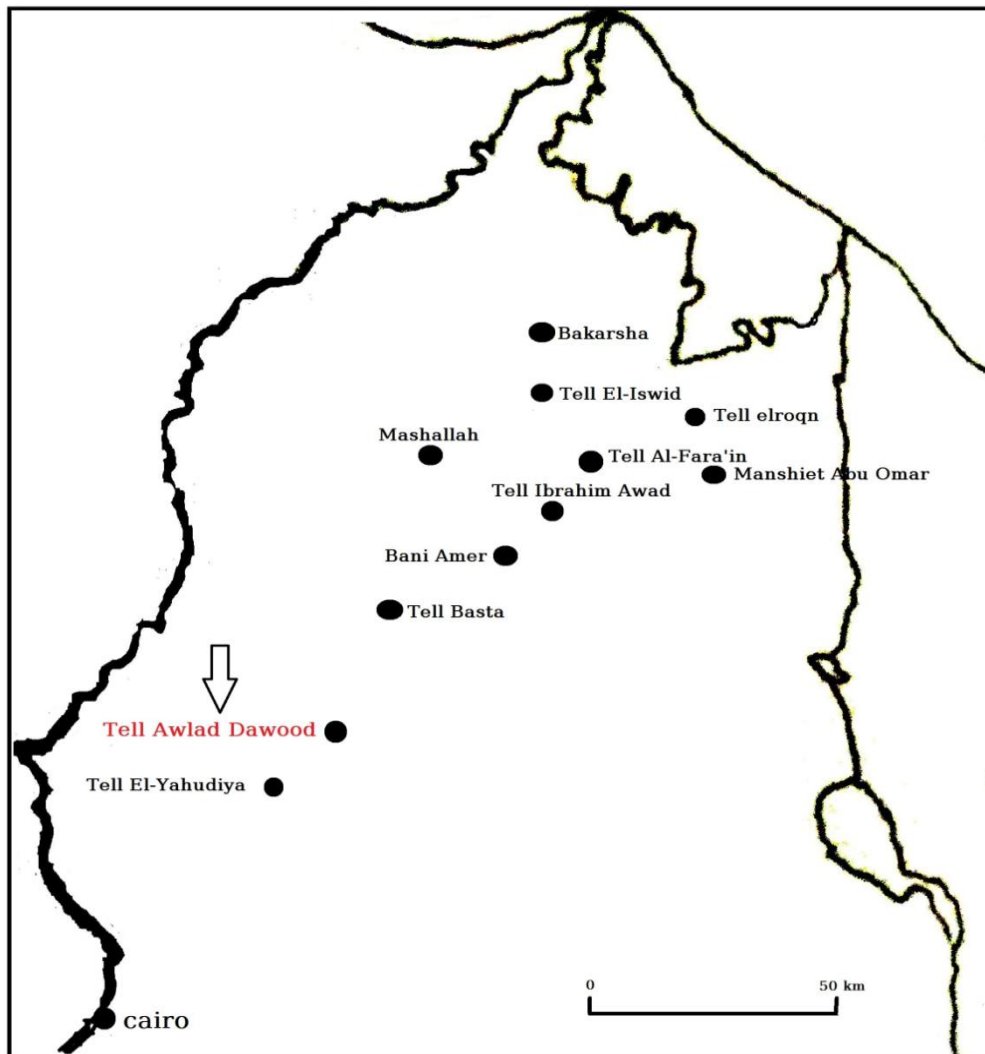 Bakarsha
Tell El-Iswid
Tell elroqn
Mashallah
Tell Al-Fara'in
Manshiet Abu Omar
Tell Ibrahim Awad
Bani Amer
Tell Basta
Tell Awlad Dawood
Tell El-Yahudiya
0
50 km
cairo